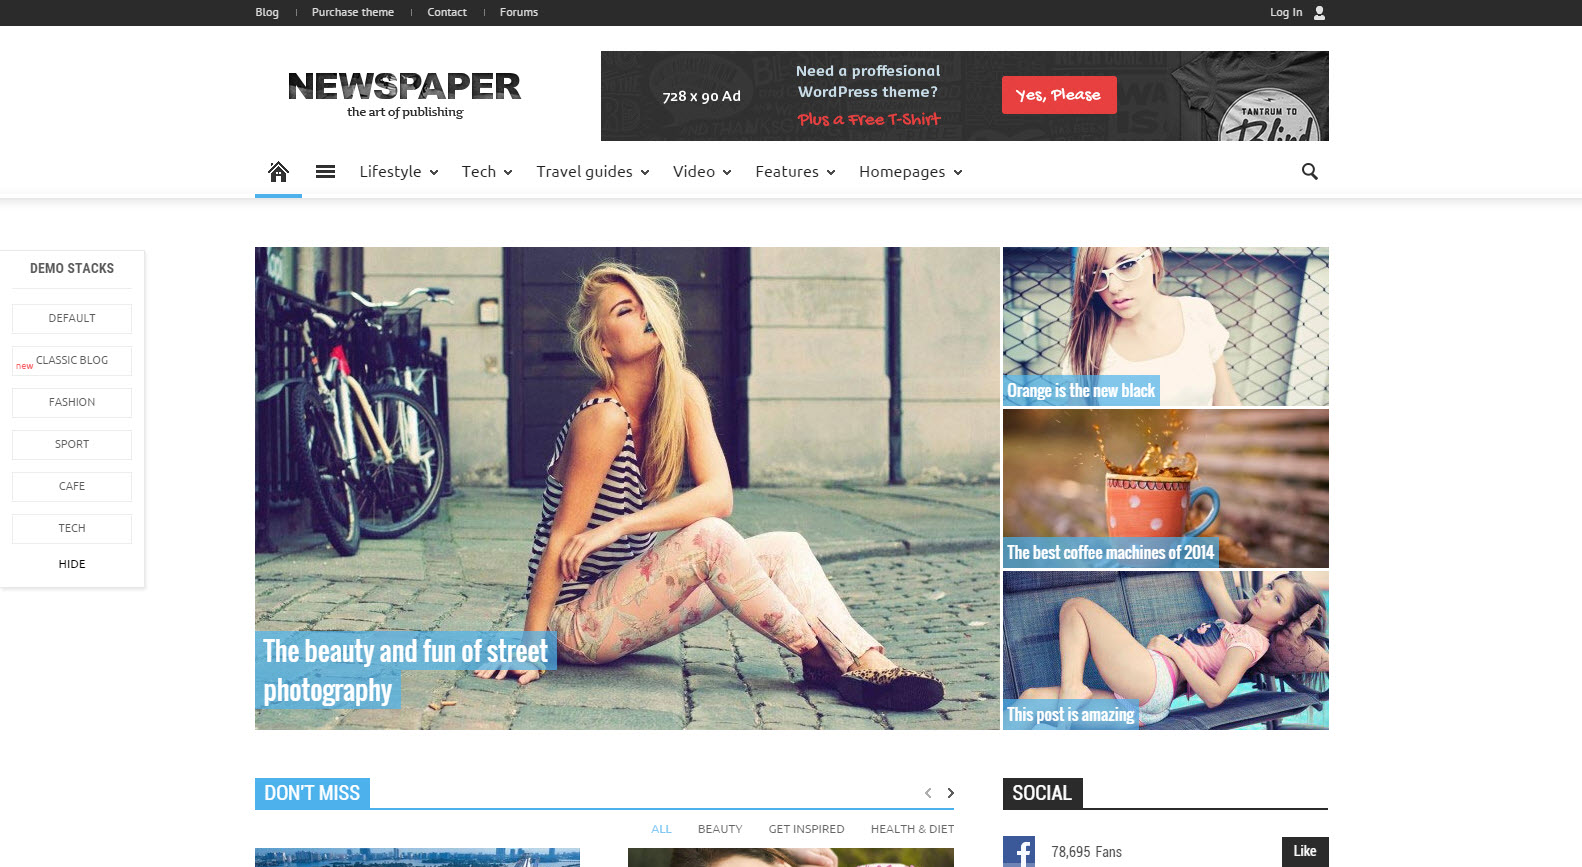 Blog
Purchase theme
Contact
Forums
Log In
NEWSPAPER
the art of publishing
728 x 90 Ad
Need a proffesional
WordPress theme?
Plus a Free T-Shirt
Yes, Please
TANTRUM TO
Blind
Lifestyle
Tech
Travel guides
Video
Features
Homepages
DEMO STACKS
DEFAULT
CLASSIC BLOG
new
FASHION
SPORT
CAFE
TECH
HIDE
The beauty and fun of street
photography
Orange is the new black
The best coffee machines of 2014
This post is amazing
DON'T MISS
ALL
BEAUTY
GET INSPIRED
HEALTH & DIET
SOCIAL
f
78,695 Fans
Like